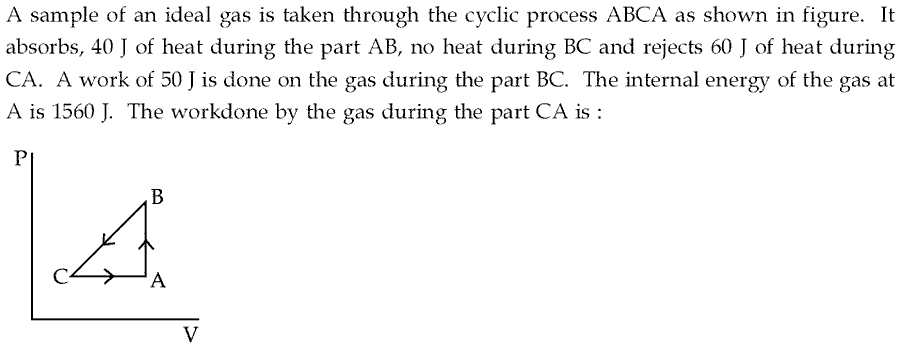 A sample of an ideal gas is taken through the cyclic process ABCA as shown in figure. It
absorbs, 40 J of heat during the part AB, no heat during BC and rejects 60 J of heat during
CA. A work of 50 J is done on the gas during the part BC. The internal energy of the gas at
A is 1560 J. The workdone by the gas during the part CA is :
P
B
C
A
V